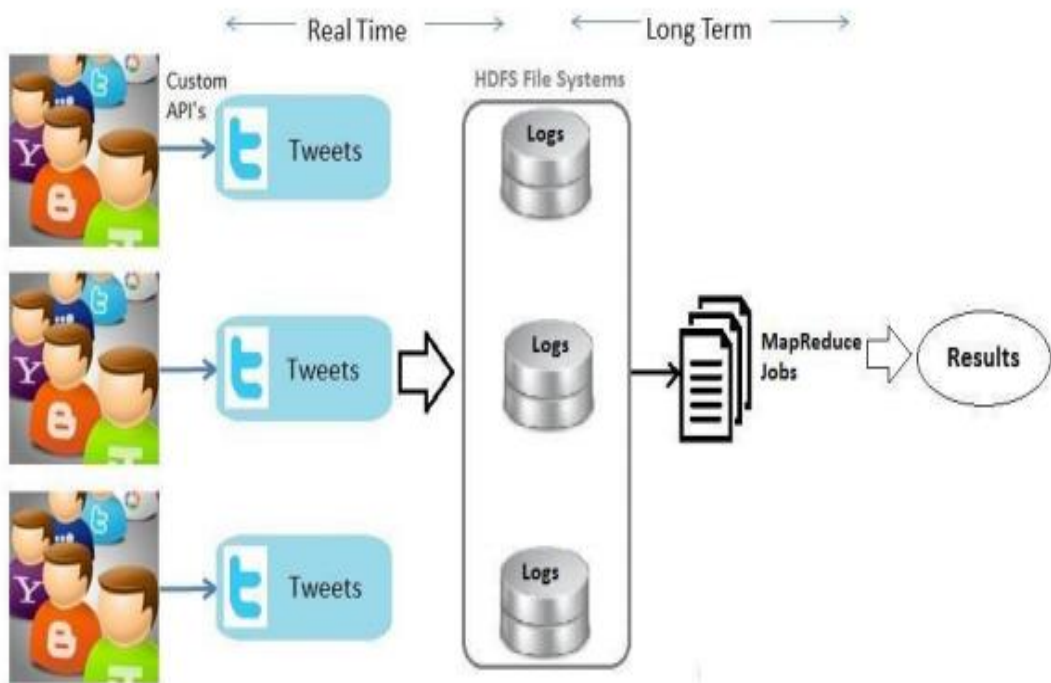 Real Time
Long Term
Custom
API's
HDFS File Systems
Tweets
Logs
Tweets
Logs
MapReduce
Jobs
Results
Tweets
Logs